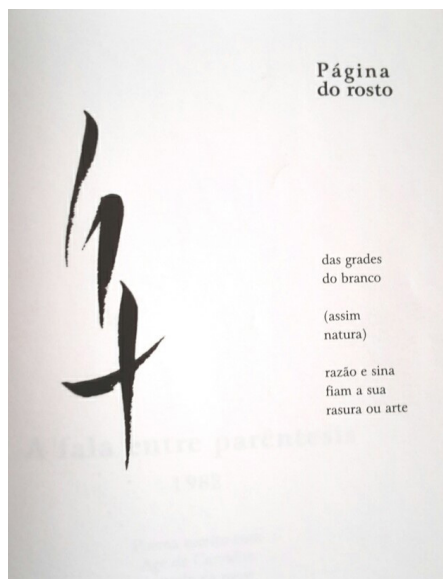 Página
do rosto
das grades
do branco
(assim
natura)
razão e sina
fiam a sua
rasura ou arte
A fala entre parêntesis
1982